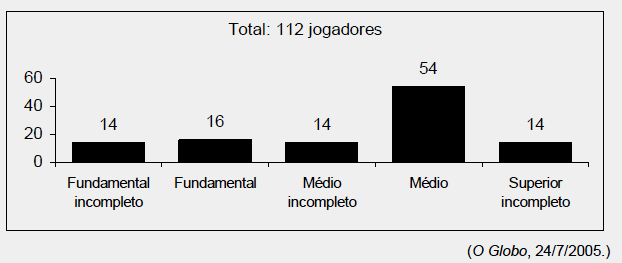 Total: 112 jogadores
60
40
20
0
14
16
14
54
14
Fundamental
incompleto
Fundamental
Médio
incompleto
Médio
Superior
incompleto
(O Globo, 24/7/2005.)